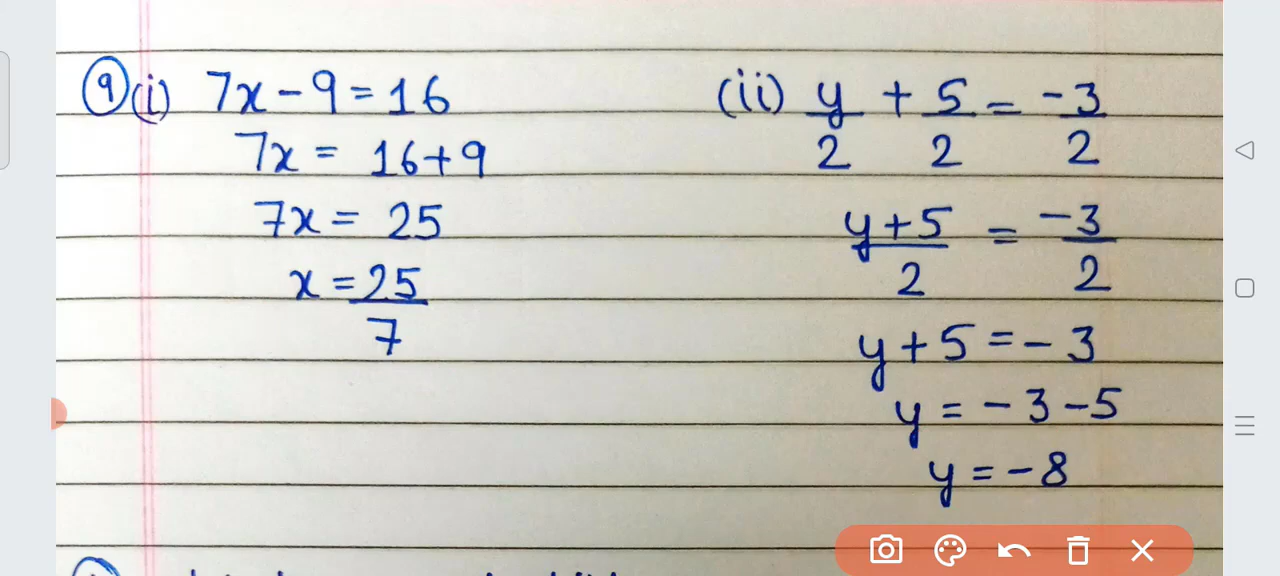 9 (i) 7x - 9 = 16
7x = 16 + 9
7x = 25
x = 25/7
(ii) y/2 + 5/2 = -3/2
y+5/2 = -3/2
y + 5 = -3
y = -3 - 5
y = -8